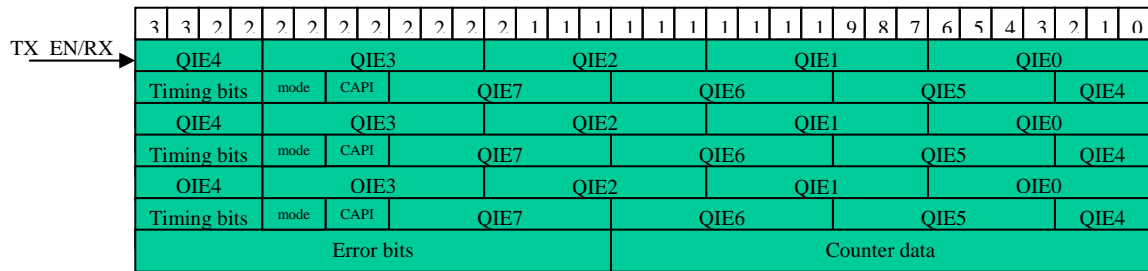 3 3 2 2 2 2 2 2 2 2 2 2 1 1 1 1 1 1 1 1 1 1 9 8 7 6 5 4 3 2 1 0
TX EN/RX
QIE4 QIE3 QIE2 QIE1 QIE0
Timing bits mode CAPI QIE7 QIE6 QIE5 QIE4
QIE4 QIE3 QIE2 QIE1 QIE0
Timing bits mode CAPI QIE7 QIE6 QIE5 QIE4
OIE4 OIE3 QIE2 QIE1 OIE0
Timing bits mode CAPI QIE7 QIE6 QIE5 QIE4
Error bits Counter data